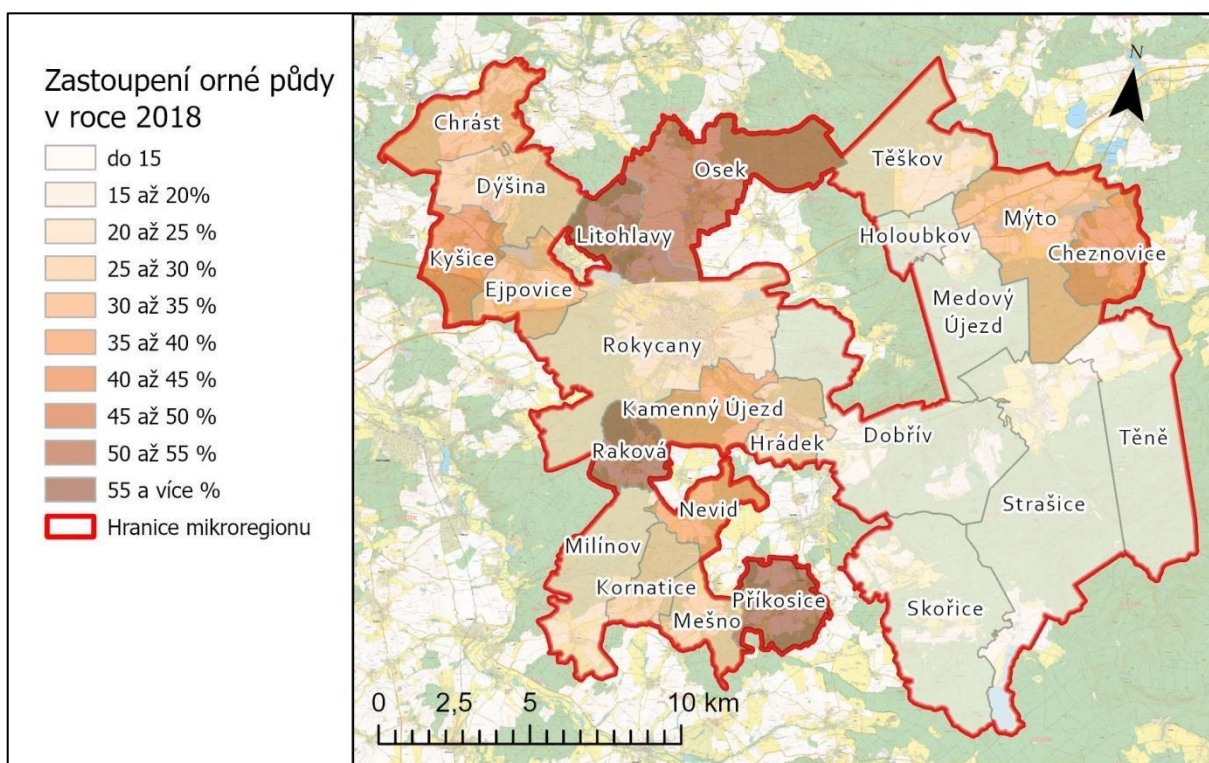 Zastoupení orné půdy
v roce 2018
do 15
15 až 20%
20 až 25 %
25 až 30 %
30 až 35 %
35 až 40 %
40 až 45 %
45 až 50 %
50 až 55 %
55 a více %
Hranice mikroregionu
N
Chrást
Osek
Těškov
Dýšina
Mýto
Litohlavy
Holoubkov
Cheznovice
Kyšice
Ejpovice
Medový
Újezd
Rokycany
Kamenný Újezd
Dobřív
Těně
Hrádek
Raková
Strašice
Nevid
Milínov
Kornatice
Příkosice
Skořice
Mešno
0 2,5 5 10 km